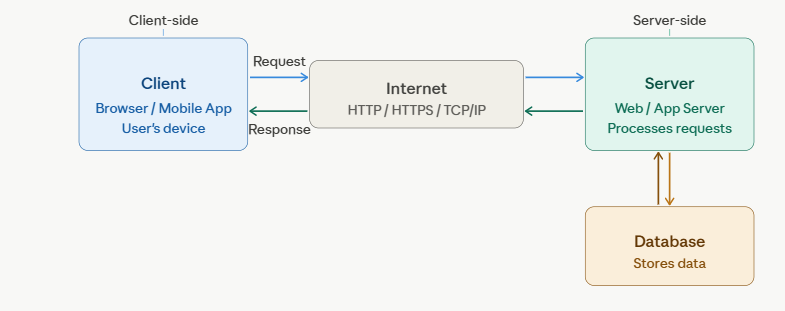 Client-side
Server-side
Client
Browser / Mobile App
User's device
Request
Response
Internet
HTTP / HTTPS / TCP/IP
Server
Web / App Server
Processes requests
Database
Stores data